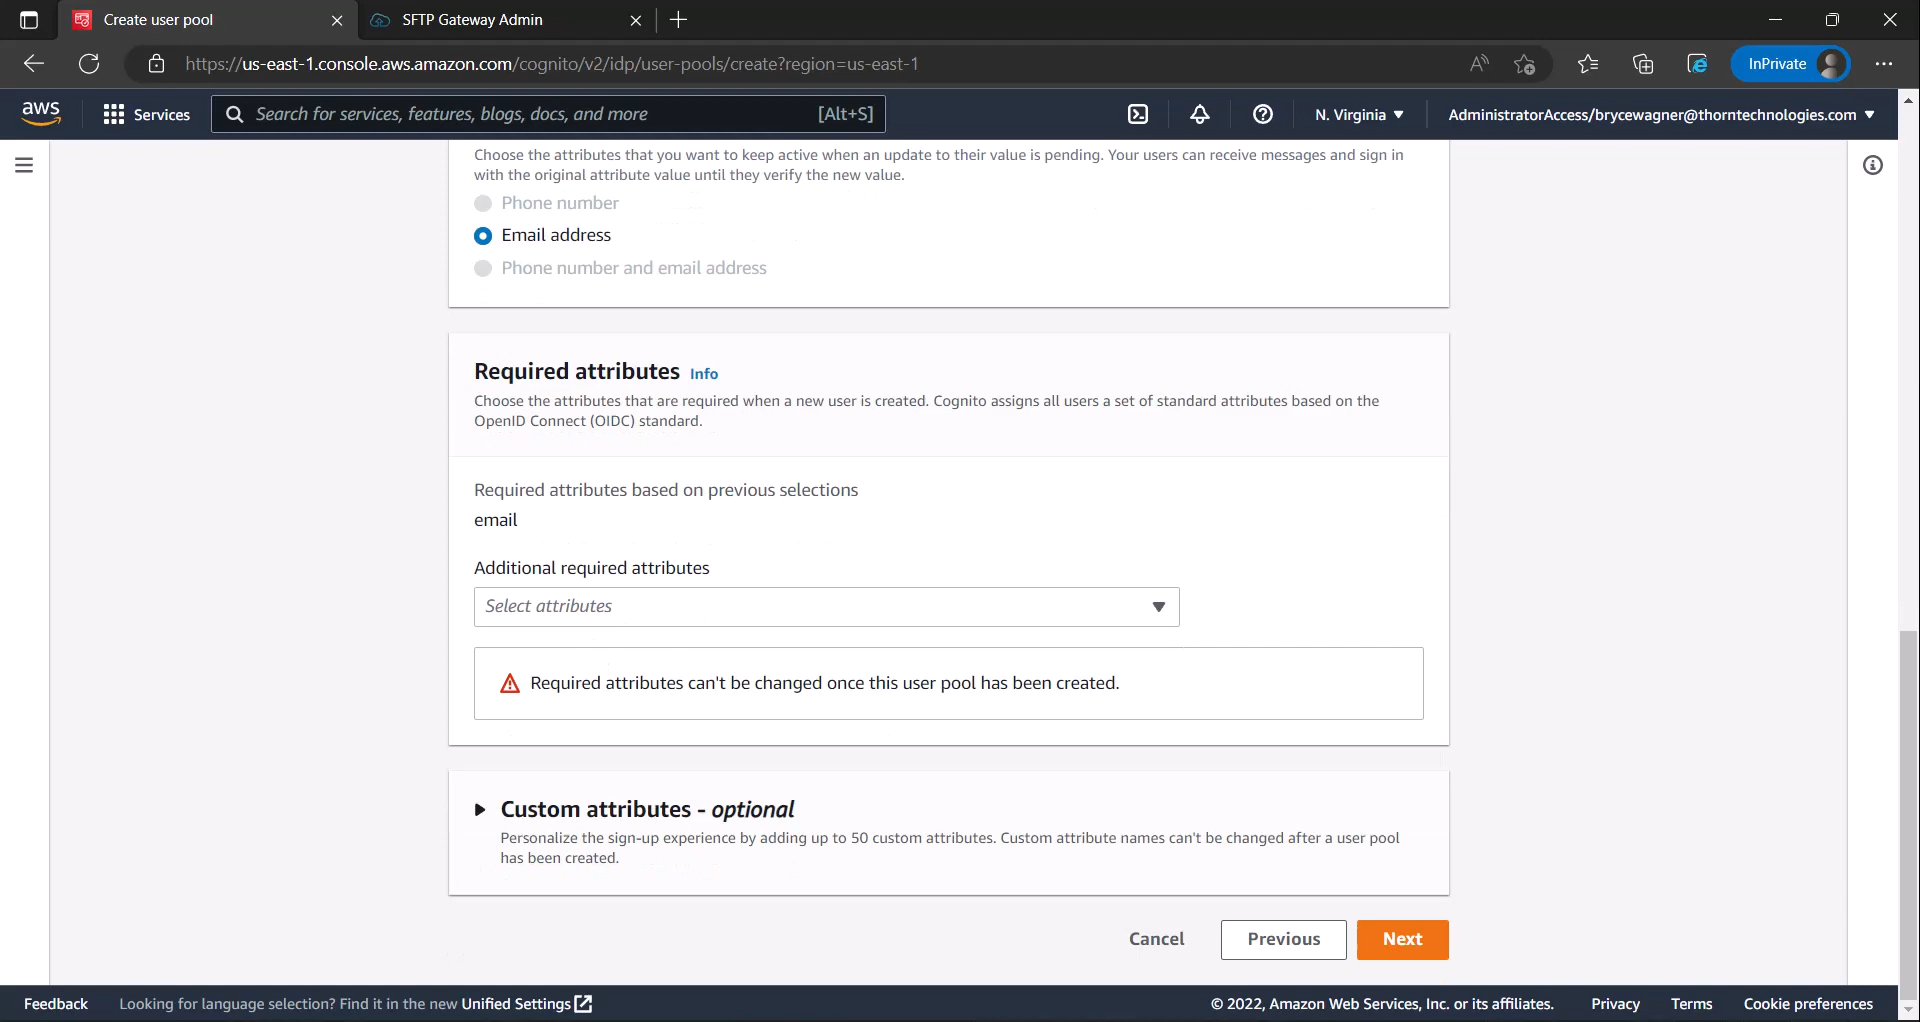 Create user pool
SFTP Gateway Admin
https://us-east-1.console.aws.amazon.com/cognito/v2/idp/user-pools/create?region=us-east-1
InPrivate
aws
Services
Search for services, features, blogs, docs, and more
[Alt+S]
N. Virginia
AdministratorAccess/brycewagner@thorntechnologies.com
Choose the attributes that you want to keep active when an update to their value is pending. Your users can receive messages and sign in
with the original attribute value until they verify the new value.
Phone number
Email address
Phone number and email address
Required attributes Info
Choose the attributes that are required when a new user is created. Cognito assigns all users a set of standard attributes based on the
OpenID Connect (OIDC) standard.
Required attributes based on previous selections
email
Additional required attributes
Select attributes
Required attributes can't be changed once this user pool has been created.
Custom attributes - optional
Personalize the sign-up experience by adding up to 50 custom attributes. Custom attribute names can't be changed after a user pool
has been created.
Cancel
Previous
Next
Feedback
Looking for language selection? Find it in the new Unified Settings
© 2022, Amazon Web Services, Inc. or its affiliates.
Privacy
Terms
Cookie preferences